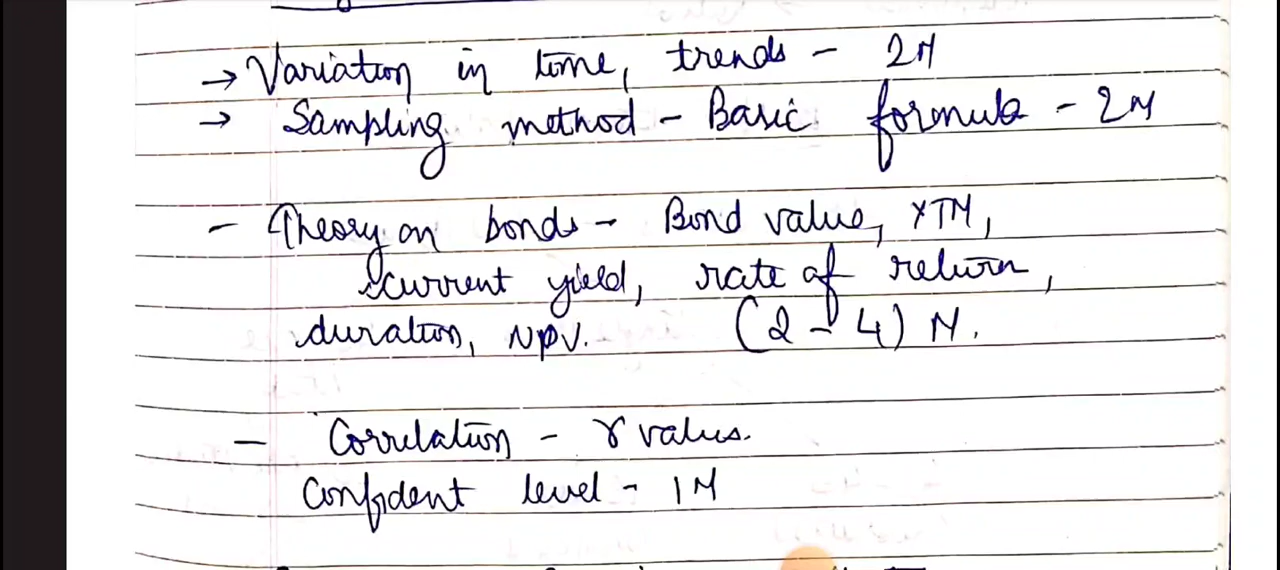 → Variation in time, trends - 2M
→ Sampling method - Basic formula - 2M
- Theory on bonds - Bond value, YTM,
current yield, rate of return,
duration, NPV. (2 - 4) M.
- Correlation - r value.
Confident level - 1M